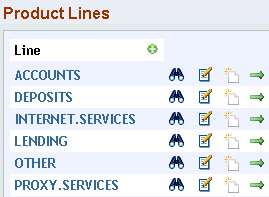 Product Lines
Line
ACCOUNTS
DEPOSITS
INTERNET.SERVICES
LENDING
OTHER
PROXY.SERVICES